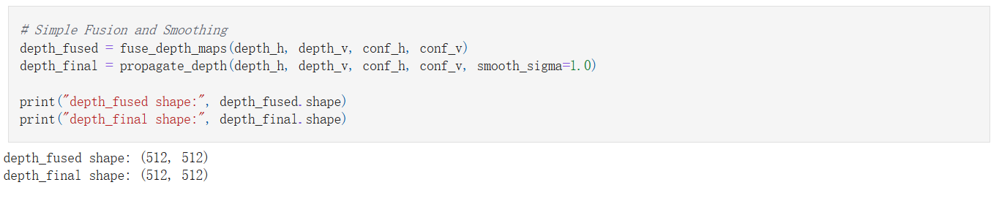 # Simple Fusion and Smoothing
depth_fused = fuse_depth_maps(depth_h, depth_v, conf_h, conf_v)
depth_final = propagate_depth(depth_h, depth_v, conf_h, conf_v, smooth_sigma=1.0)
print("depth_fused shape:", depth_fused.shape)
print("depth_final shape:", depth_final.shape)
depth_fused shape: (512, 512)
depth_final shape: (512, 512)